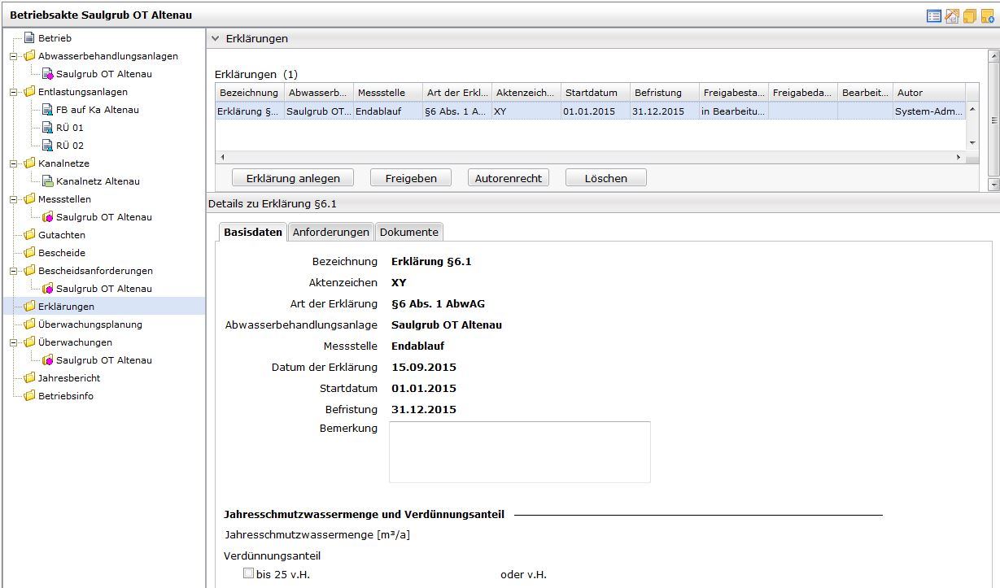 Betriebsakte Saulgrub OT Altenau
Betrieb
Abwasserbehandlungsanlagen
Saulgrub OT Altenau
Entlastungsanlagen
FB auf Ka Altenau
RÜ 01
RÜ 02
Kanalnetze
Kanalnetz Altenau
Messstellen
Saulgrub OT Altenau
Gutachten
Bescheide
Bescheidsanforderungen
Saulgrub OT Altenau
Erklärungen
Überwachungsplanung
Überwachungen
Saulgrub OT Altenau
Jahresbericht
Betriebsinfo
Erklärungen
Erklärungen (1)
Bezeichnung Abwasserb... Messstelle Art der Erkl... Aktenzeich... Startdatum Befristung Freigabesta... Freigabeda... Bearbeit... Autor
Erklärung §... Saulgrub OT... Endablauf §6 Abs. 1 A... XY 01.01.2015 31.12.2015 in Bearbeitu... System-Adm...
Erklärung anlegen Freigeben Autorenrecht Löschen
Details zu Erklärung §6.1
Basisdaten Anforderungen Dokumente
Bezeichnung Erklärung §6.1
Aktenzeichen XY
Art der Erklärung §6 Abs. 1 AbwAG
Abwasserbehandlungsanlage Saulgrub OT Altenau
Messstelle Endablauf
Datum der Erklärung 15.09.2015
Startdatum 01.01.2015
Befristung 31.12.2015
Bemerkung
Jahresschmutzwassermenge und Verdünnungsanteil
Jahresschmutzwassermenge [m³/a]
Verdünnungsanteil
bis 25 v.H. oder v.H.